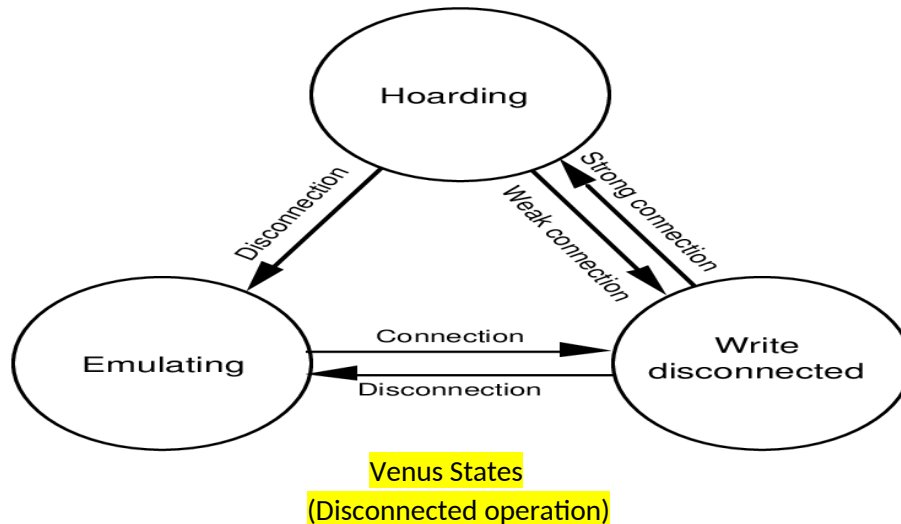 Hoarding
Disconnection
Weak connection
Strong connection
Emulating
Connection
Disconnection
Write
disconnected
Venus States
(Disconnected operation)